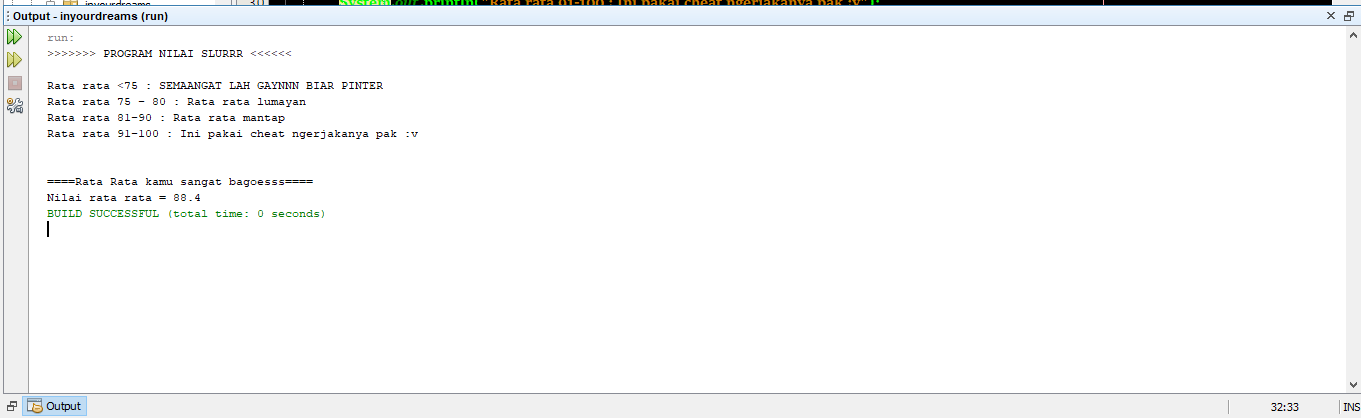 inyourdreams
30
System.out.println("Rata rata 91-100 : Ini pakai cheat ngerjakanya pak :v");
Output - inyourdreams (run)
run:
>>>>>>> PROGRAM NILAI SLURRR <<<<<<
Rata rata <75 : SEMAANGAT LAH GAYNNN BIAR PINTER
Rata rata 75 - 80 : Rata rata lumayan
Rata rata 81-90 : Rata rata mantap
Rata rata 91-100 : Ini pakai cheat ngerjakanya pak :v
====Rata Rata kamu sangat bagoesss====
Nilai rata rata = 88.4
BUILD SUCCESSFUL (total time: 0 seconds)
Output
32:33
INS